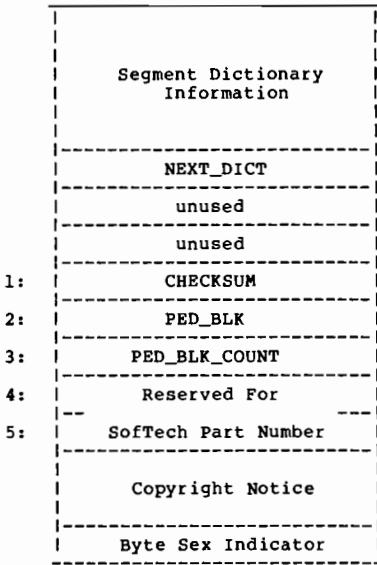 Segment Dictionary
Information
NEXT_DICT
unused
unused
1: CHECKSUM
2: PED_BLK
3: PED_BLK_COUNT
4: Reserved For
5: SofTech Part Number
Copyright Notice
Byte Sex Indicator